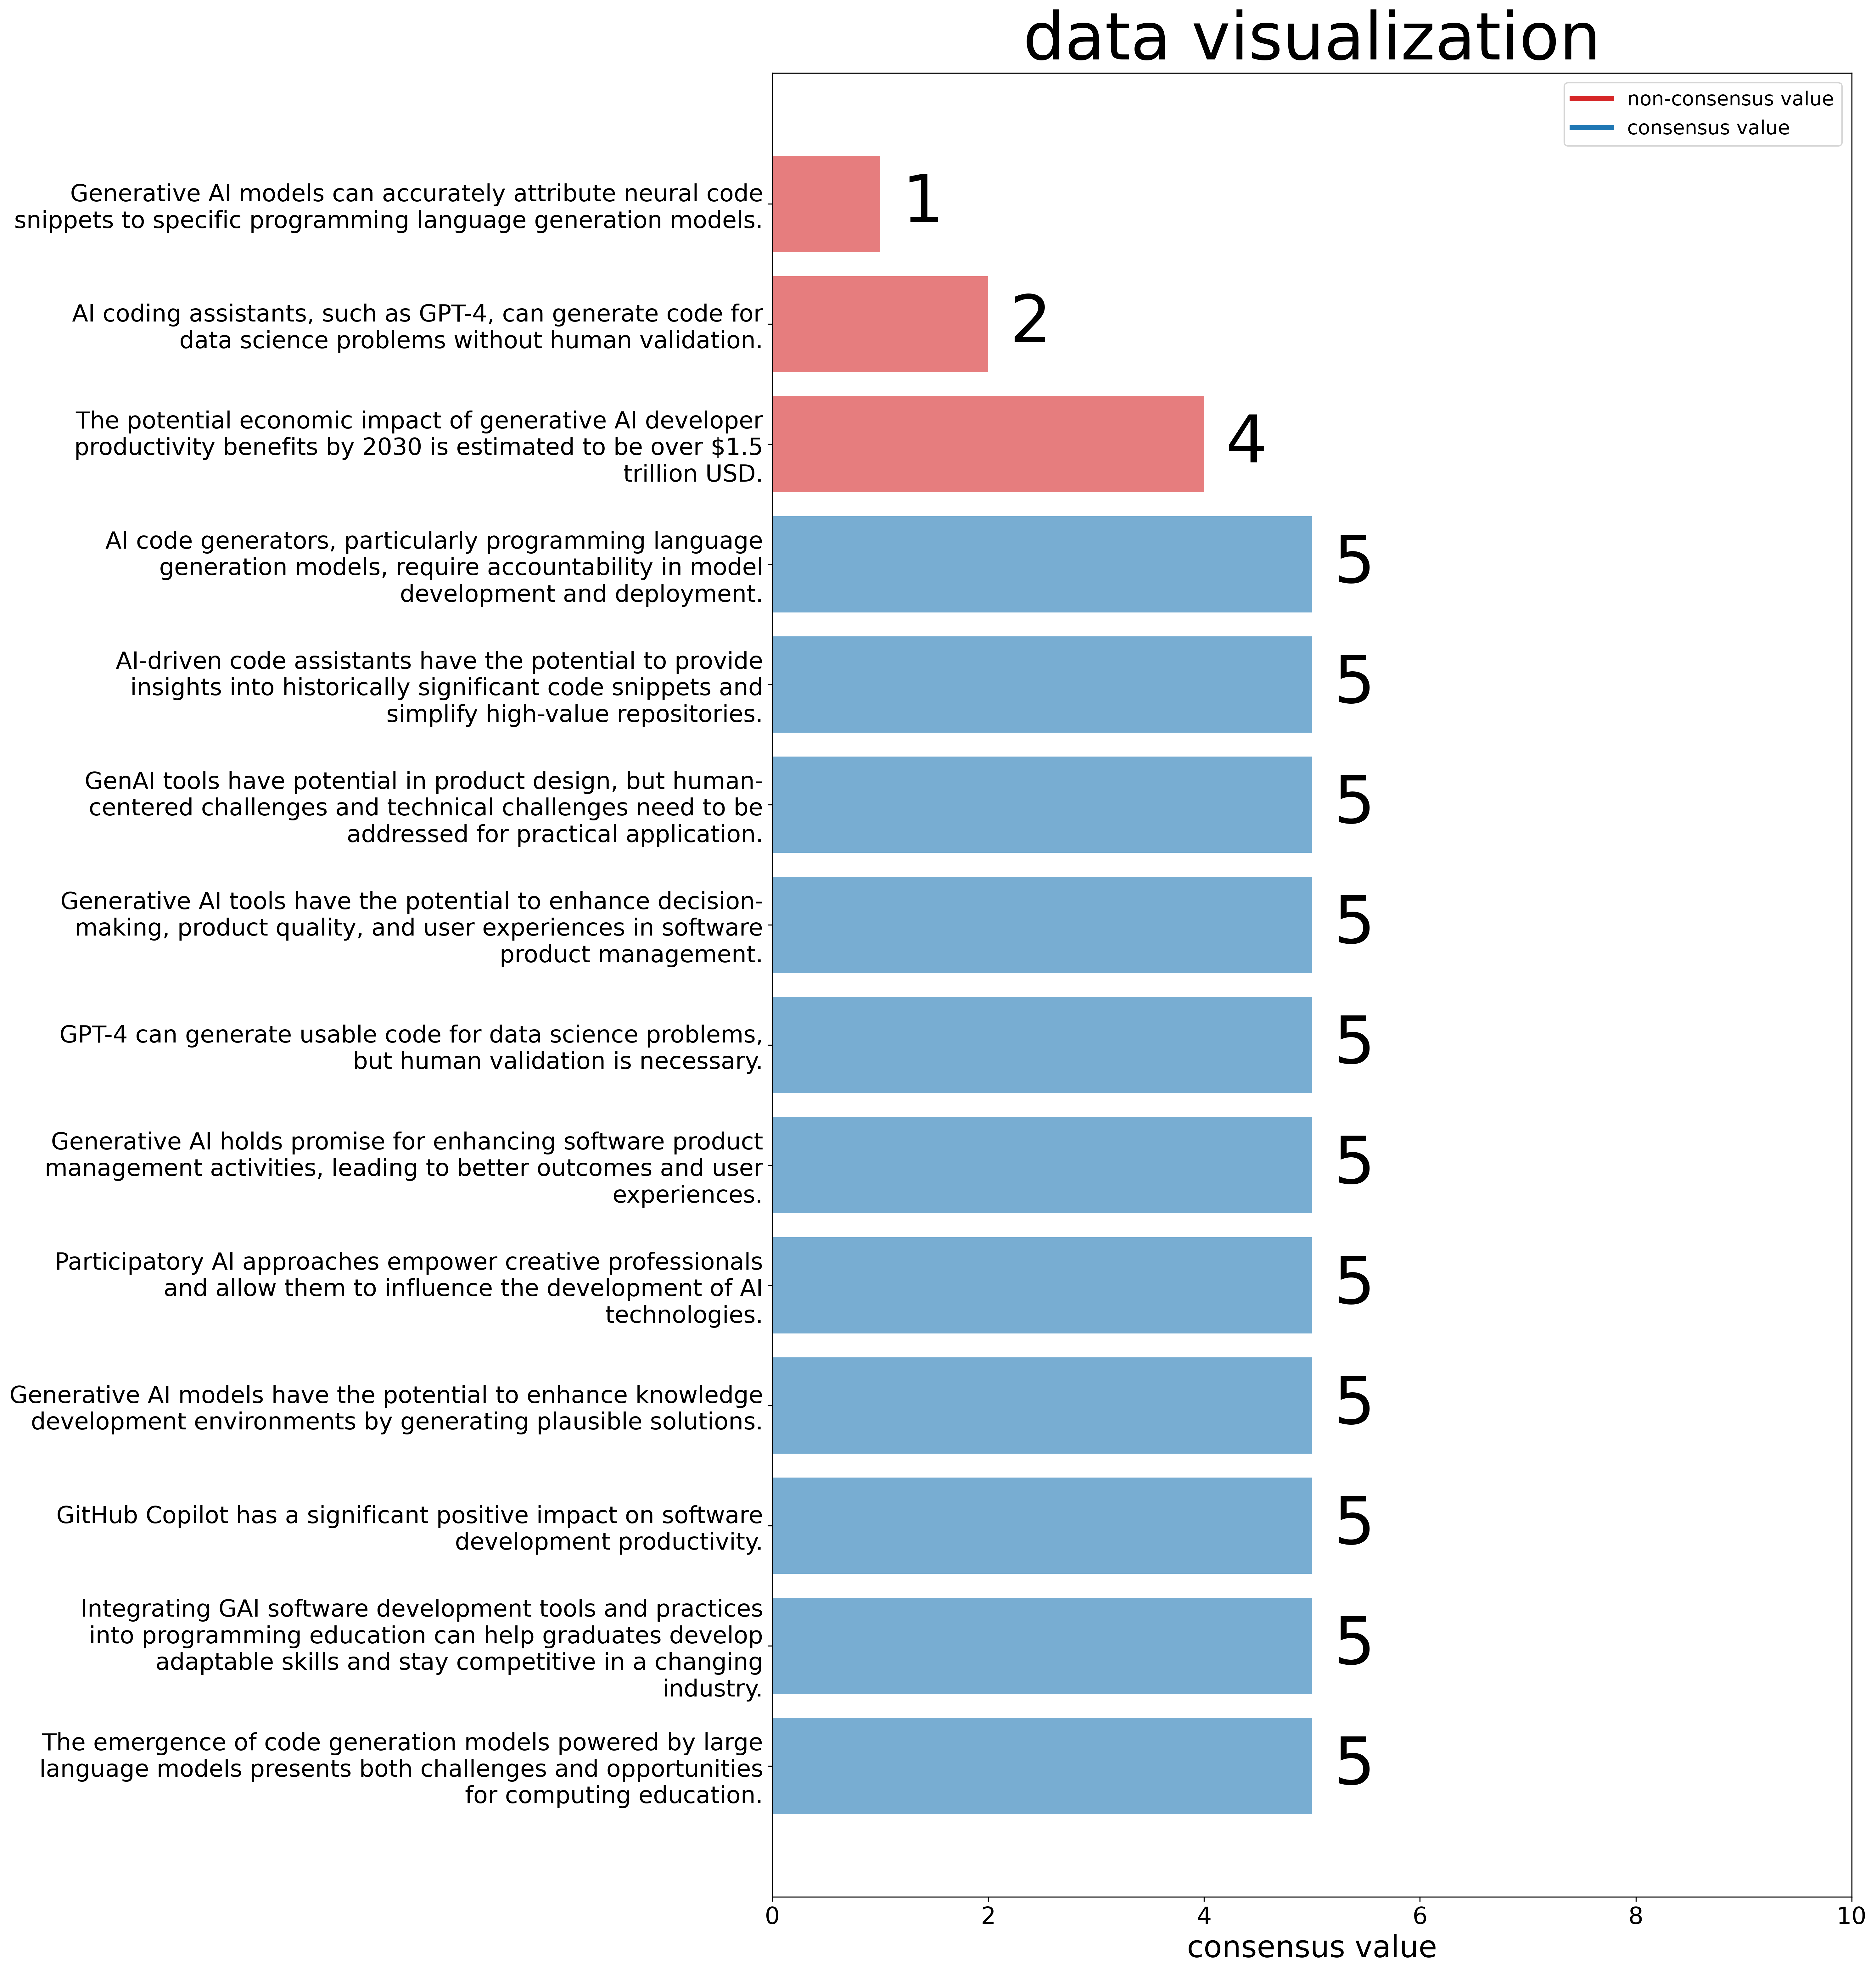 data visualization
non-consensus value
consensus value
Generative AI models can accurately attribute neural code
snippets to specific programming language generation models.
1
AI coding assistants, such as GPT-4, can generate code for
data science problems without human validation.
2
The potential economic impact of generative AI developer
productivity benefits by 2030 is estimated to be over $1.5
trillion USD.
4
AI code generators, particularly programming language
generation models, require accountability in model
development and deployment.
5
AI-driven code assistants have the potential to provide
insights into historically significant code snippets and
simplify high-value repositories.
5
GenAI tools have potential in product design, but human-
centered challenges and technical challenges need to be
addressed for practical application.
5
Generative AI tools have the potential to enhance decision-
making, product quality, and user experiences in software
product management.
5
GPT-4 can generate usable code for data science problems,
but human validation is necessary.
5
Generative AI holds promise for enhancing software product
management activities, leading to better outcomes and user
experiences.
5
Participatory AI approaches empower creative professionals
and allow them to influence the development of AI
technologies.
5
Generative AI models have the potential to enhance knowledge
development environments by generating plausible solutions.
5
GitHub Copilot has a significant positive impact on software
development productivity.
5
Integrating GAI software development tools and practices
into programming education can help graduates develop
adaptable skills and stay competitive in a changing
industry.
5
The emergence of code generation models powered by large
language models presents both challenges and opportunities
for computing education.
5
0 2 4 6 8 10
consensus value